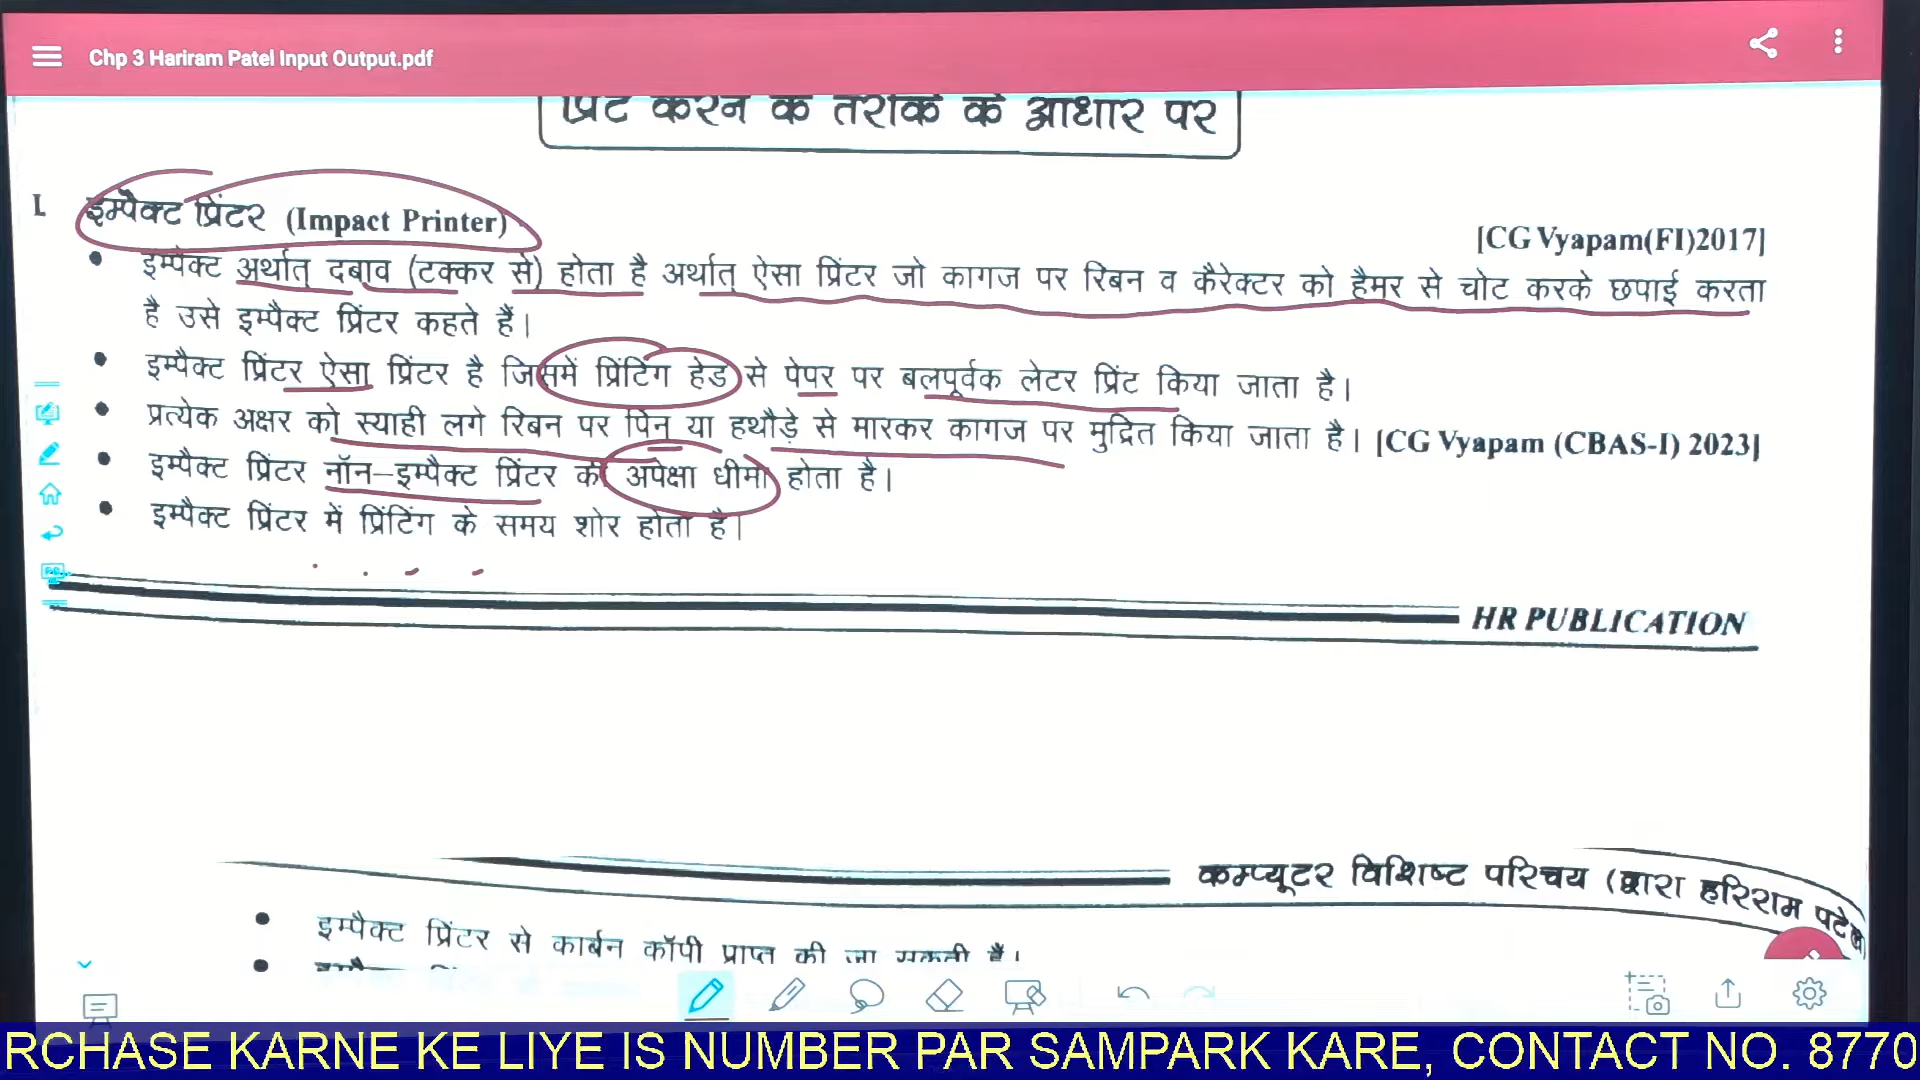 Chp 3 Hariram Patel Input Output.pdf
प्रिंट करने के तरीके के आधार पर
I. इम्पैक्ट प्रिंटर (Impact Printer)
[CG Vyapam(FI)2017]
• इम्पैक्ट अर्थात् दबाव (टक्कर से) होता है अर्थात् ऐसा प्रिंटर जो कागज पर रिबन व कैरेक्टर को हैमर से चोट करके छपाई करता
है उसे इम्पैक्ट प्रिंटर कहते हैं।
• इम्पैक्ट प्रिंटर ऐसा प्रिंटर है जिसमें प्रिंटिंग हेड से पेपर पर बलपूर्वक लेटर प्रिंट किया जाता है।
• प्रत्येक अक्षर को स्याही लगे रिबन पर पिन या हथौड़े से मारकर कागज पर मुद्रित किया जाता है। [CG Vyapam (CBAS-I) 2023]
• इम्पैक्ट प्रिंटर नॉन–इम्पैक्ट प्रिंटर की अपेक्षा धीमा होता है।
• इम्पैक्ट प्रिंटर में प्रिंटिंग के समय शोर होता है।
HR PUBLICATION
कम्प्यूटर विशिष्ट परिचय (द्वारा हरिराम पटेल
• इम्पैक्ट प्रिंटर से कार्बन कॉपी प्राप्त की जा सकती है।
RCHASE KARNE KE LIYE IS NUMBER PAR SAMPARK KARE, CONTACT NO. 8770